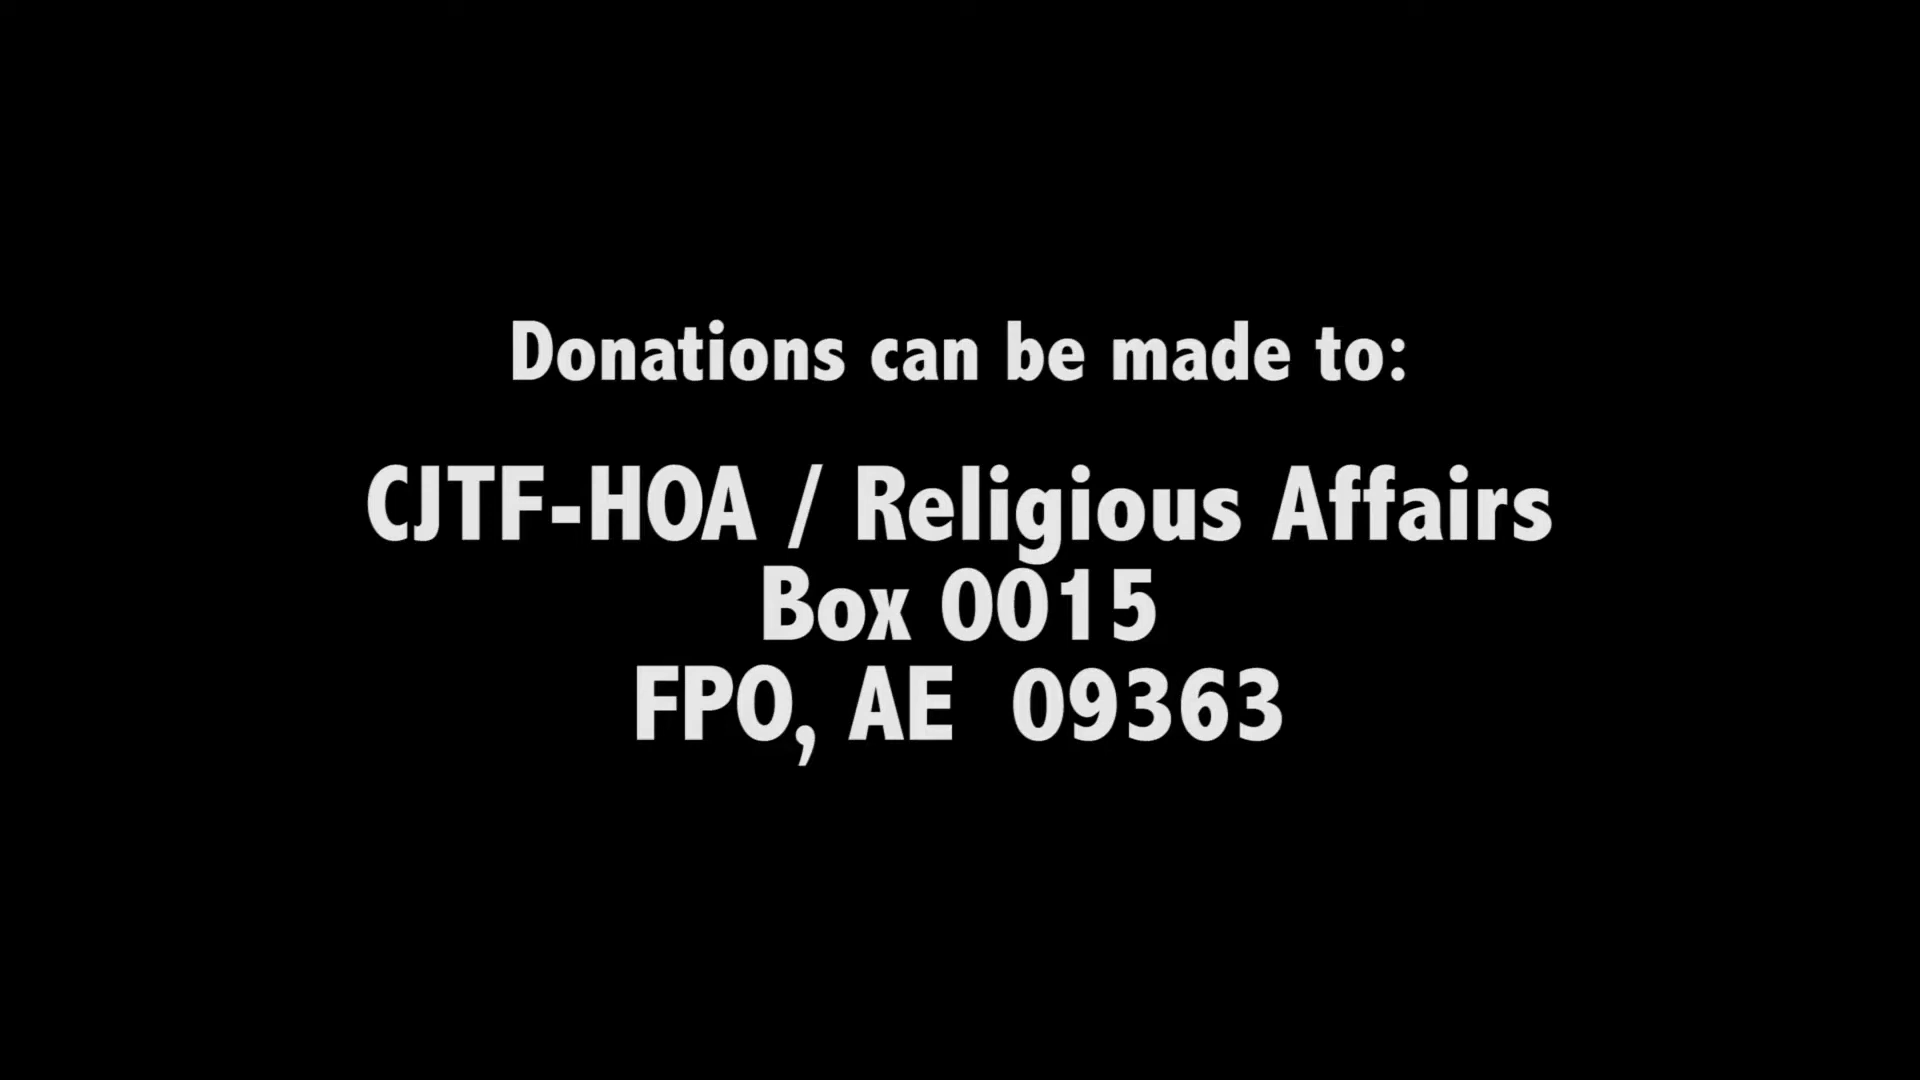 Donations can be made to:
CJTF-HOA / Religious Affairs
Box 0015
FPO, AE  09363